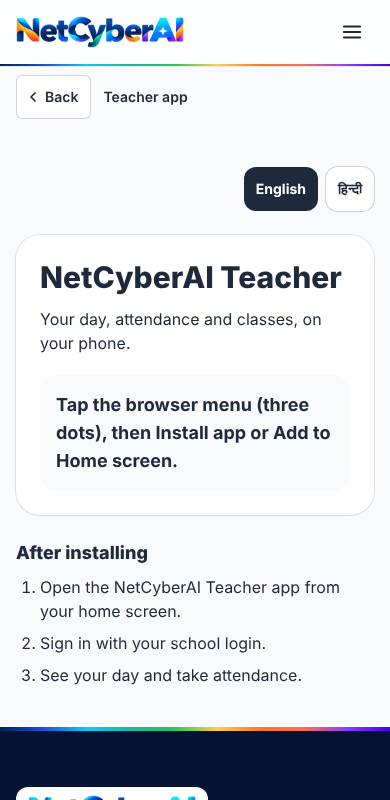 NetCyberAI
Back
Teacher app
English
हिन्दी
NetCyberAI Teacher
Your day, attendance and classes, on
your phone.
Tap the browser menu (three
dots), then Install app or Add to
Home screen.
After installing
1. Open the NetCyberAI Teacher app from
your home screen.
2. Sign in with your school login.
3. See your day and take attendance.
NetCyberAI